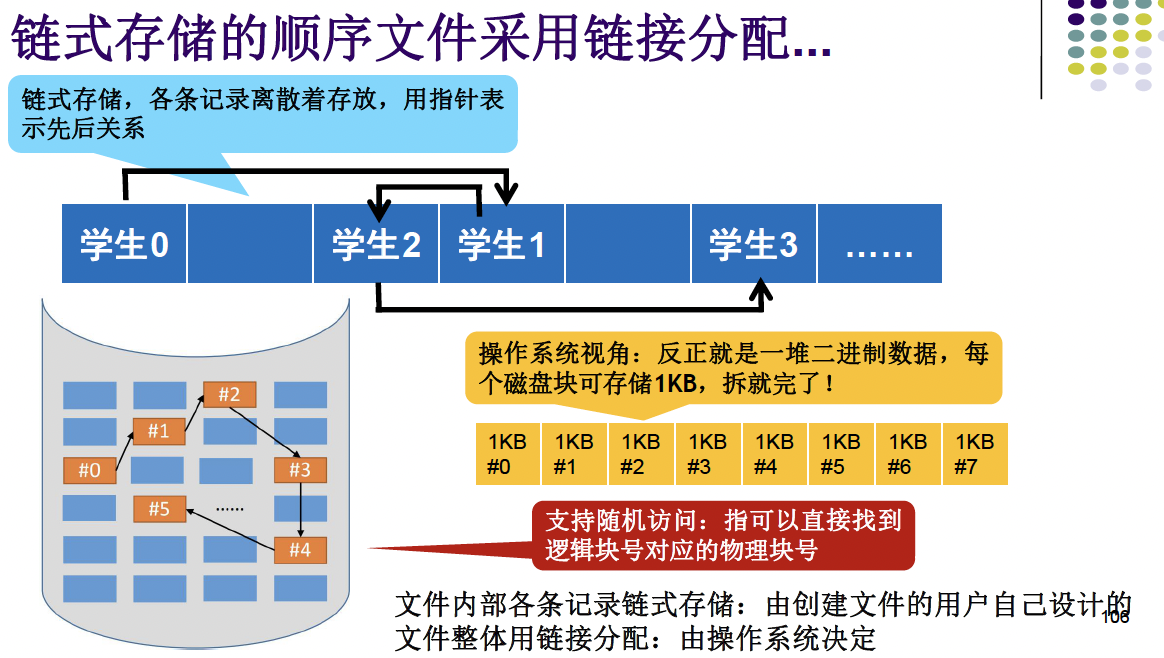 链式存储的顺序文件采用链接分配...
链式存储，各条记录离散着存放，用指针表
示先后关系
学生0
学生2
学生1
学生3
......
操作系统视角：反正就是一堆二进制数据，每
个磁盘块可存储1KB，拆就完了！
1KB 1KB 1KB 1KB 1KB 1KB 1KB 1KB
#0 #1 #2 #3 #4 #5 #6 #7
#2
#1
#0
#3
#5
......
#4
支持随机访问：指可以直接找到
逻辑块号对应的物理块号
文件内部各条记录链式存储：由创建文件的用户自己设计的
文件整体用链接分配：由操作系统决定
106